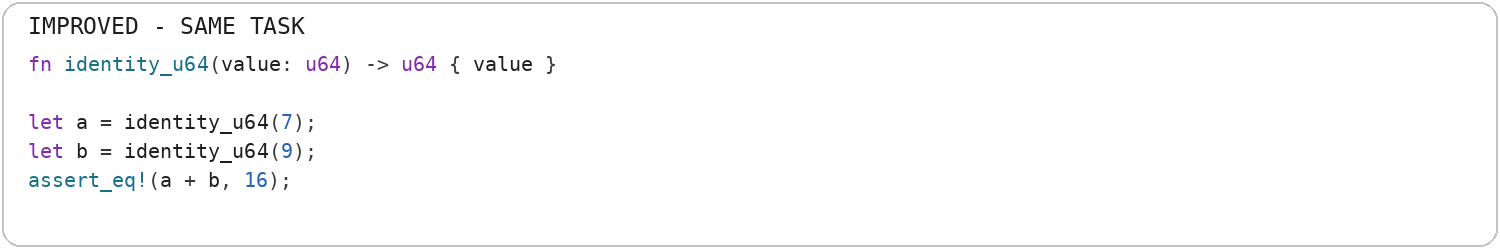 IMPROVED - SAME TASK
fn identity_u64(value: u64) -> u64 { value }
let a = identity_u64(7);
let b = identity_u64(9);
assert_eq!(a + b, 16);